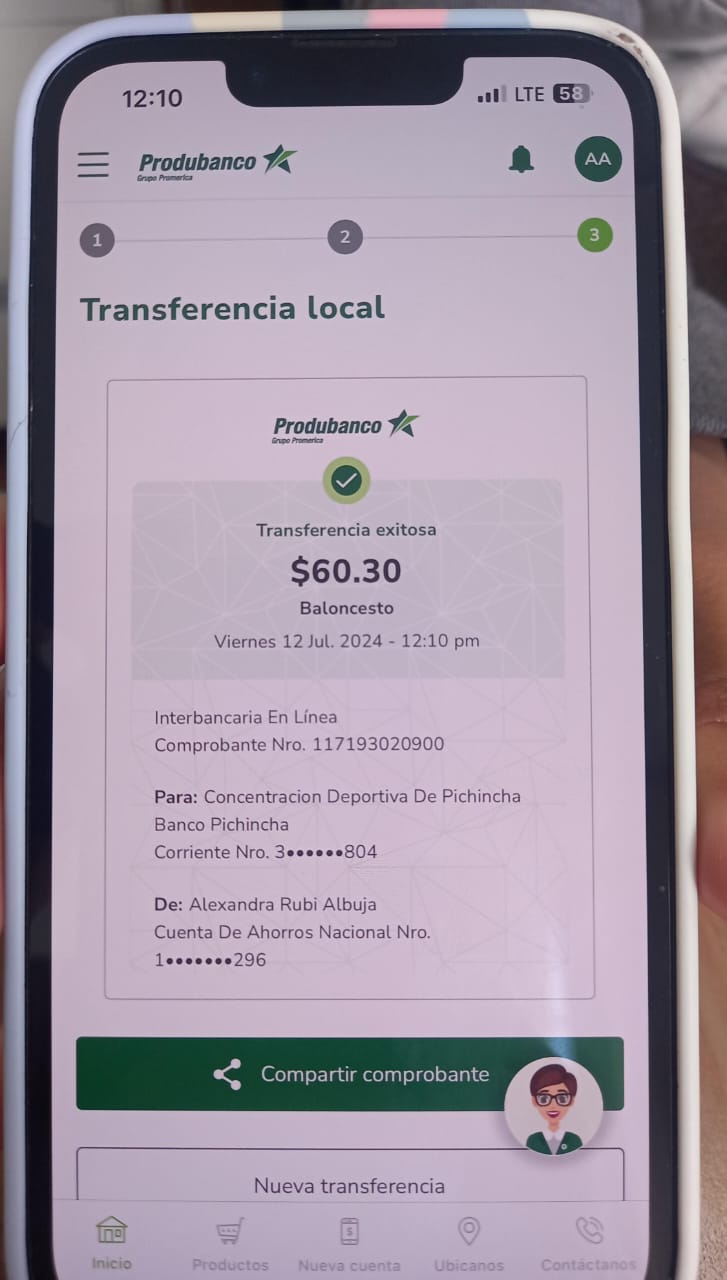 12:10 LTE 58
Produbanco AA
Grupo Promerica
1 2 3
Transferencia local
Produbanco
Grupo Promerica
Transferencia exitosa
$60.30
Baloncesto
Viernes 12 Jul. 2024 - 12:10 pm
Interbancaria En Línea
Comprobante Nro. 117193020900
Para: Concentracion Deportiva De Pichincha
Banco Pichincha
Corriente Nro. 3••••••804
De: Alexandra Rubi Albuja
Cuenta De Ahorros Nacional Nro.
1•••••••296
Compartir comprobante
Nueva transferencia
Inicio Productos Nueva cuenta Ubicanos Contáctanos